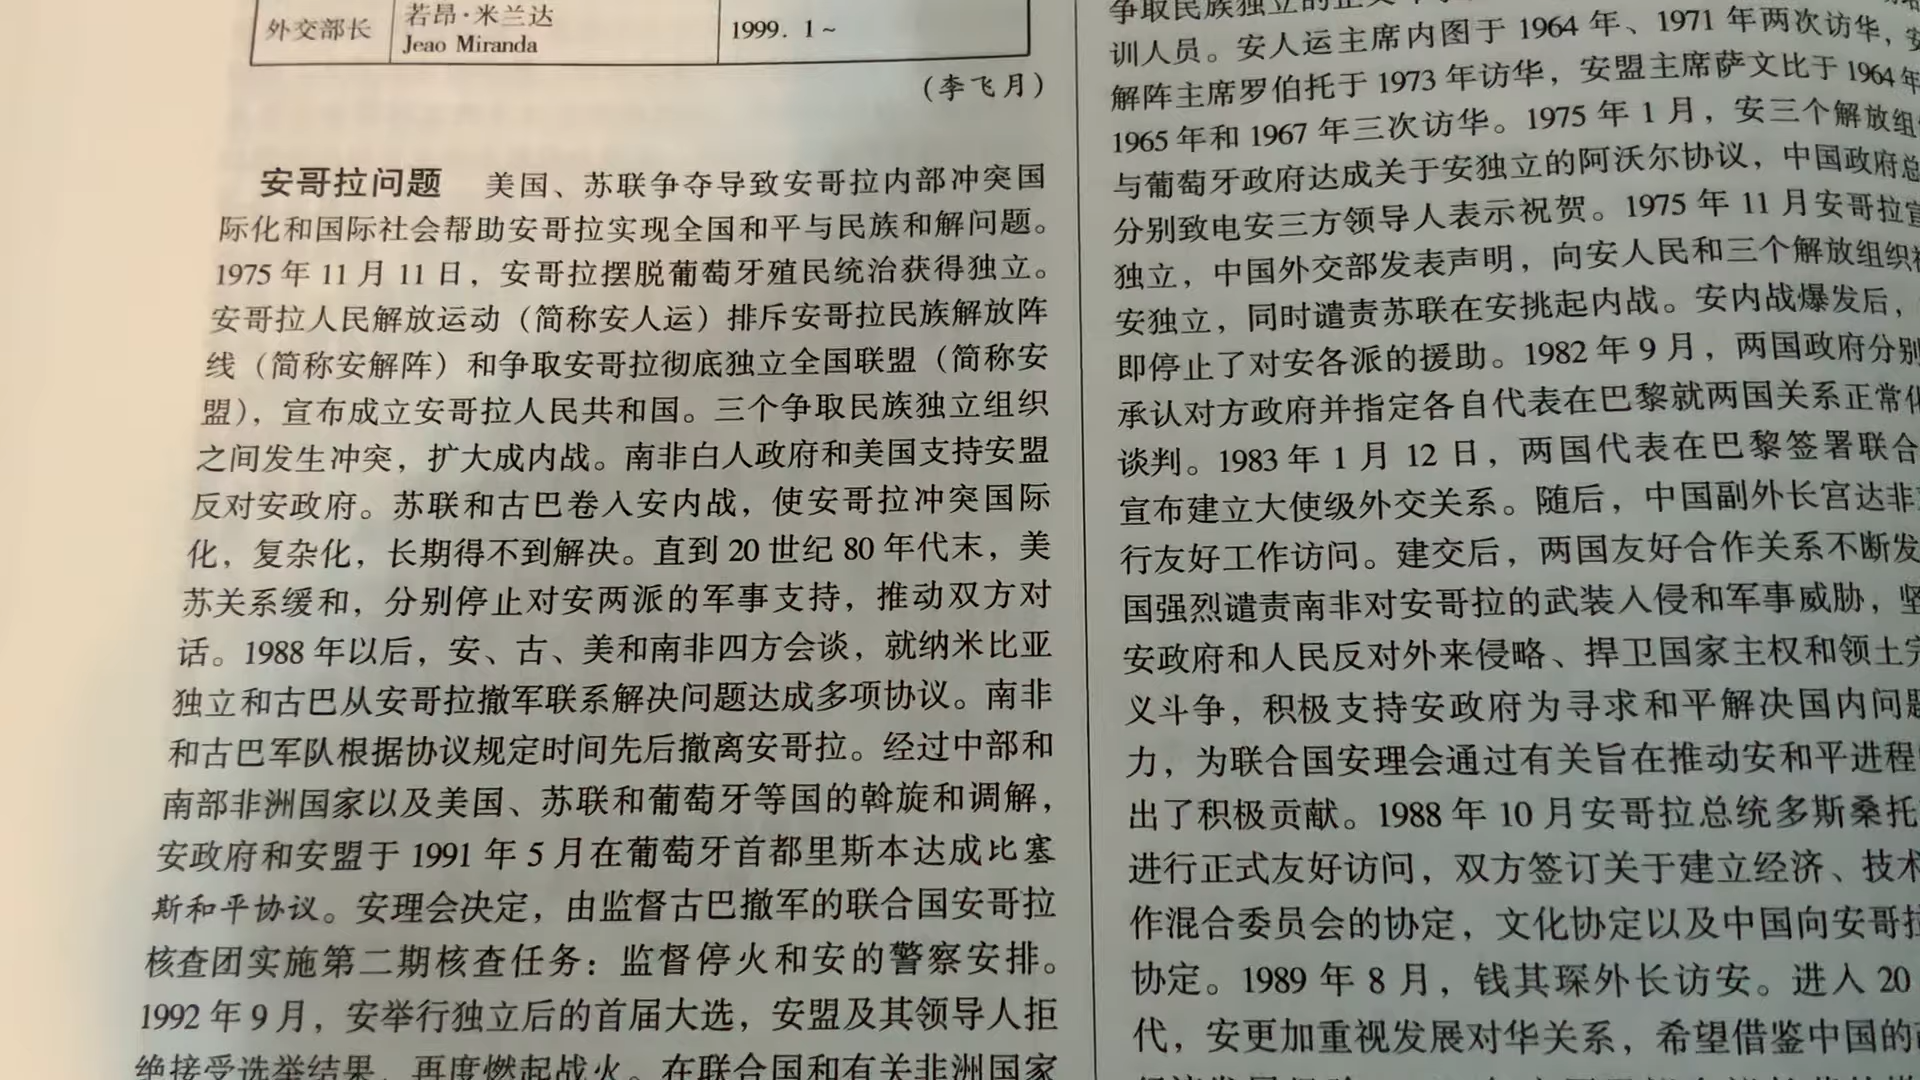 外交部长
若昂·米兰达
Jeao Miranda
1999. 1~
(李飞月)
安哥拉问题 美国、苏联争夺导致安哥拉内部冲突国
际化和国际社会帮助安哥拉实现全国和平与民族和解问题。
1975 年 11 月 11 日，安哥拉摆脱葡萄牙殖民统治获得独立。
安哥拉人民解放运动（简称安人运）排斥安哥拉民族解放阵
线（简称安解阵）和争取安哥拉彻底独立全国联盟（简称安
盟），宣布成立安哥拉人民共和国。三个争取民族独立组织
之间发生冲突，扩大成内战。南非白人政府和美国支持安盟
反对安政府。苏联和古巴卷入安内战，使安哥拉冲突国际
化，复杂化，长期得不到解决。直到 20 世纪 80 年代末，美
苏关系缓和，分别停止对安两派的军事支持，推动双方对
话。1988 年以后，安、古、美和南非四方会谈，就纳米比亚
独立和古巴从安哥拉撤军联系解决问题达成多项协议。南非
和古巴军队根据协议规定时间先后撤离安哥拉。经过中部和
南部非洲国家以及美国、苏联和葡萄牙等国的斡旋和调解，
安政府和安盟于 1991 年 5 月在葡萄牙首都里斯本达成比塞
斯和平协议。安理会决定，由监督古巴撤军的联合国安哥拉
核查团实施第二期核查任务：监督停火和安的警察安排。
1992 年 9 月，安举行独立后的首届大选，安盟及其领导人拒
绝接受选举结果，再度燃起战火。在联合国和有关非洲国家
争取民族独立的正义
训人员。安人运主席内图于 1964 年、1971 年两次访华，安
解阵主席罗伯托于 1973 年访华，安盟主席萨文比于 1964 年
1965 年和 1967 年三次访华。1975 年 1 月，安三个解放组
与葡萄牙政府达成关于安独立的阿沃尔协议，中国政府总
分别致电安三方领导人表示祝贺。1975 年 11 月安哥拉宣
独立，中国外交部发表声明，向安人民和三个解放组织
安独立，同时谴责苏联在安挑起内战。安内战爆发后，
即停止了对安各派的援助。1982 年 9 月，两国政府分别
承认对方政府并指定各自代表在巴黎就两国关系正常化
谈判。1983 年 1 月 12 日，两国代表在巴黎签署联合
宣布建立大使级外交关系。随后，中国副外长宫达非
行友好工作访问。建交后，两国友好合作关系不断发
国强烈谴责南非对安哥拉的武装入侵和军事威胁，坚
安政府和人民反对外来侵略、捍卫国家主权和领土完
义斗争，积极支持安政府为寻求和平解决国内问题
力，为联合国安理会通过有关旨在推动安和平进程
出了积极贡献。1988 年 10 月安哥拉总统多斯桑托
进行正式友好访问，双方签订关于建立经济、技术
作混合委员会的协定，文化协定以及中国向安哥拉
协定。1989 年 8 月，钱其琛外长访安。进入 20
代，安更加重视发展对华关系，希望借鉴中国的